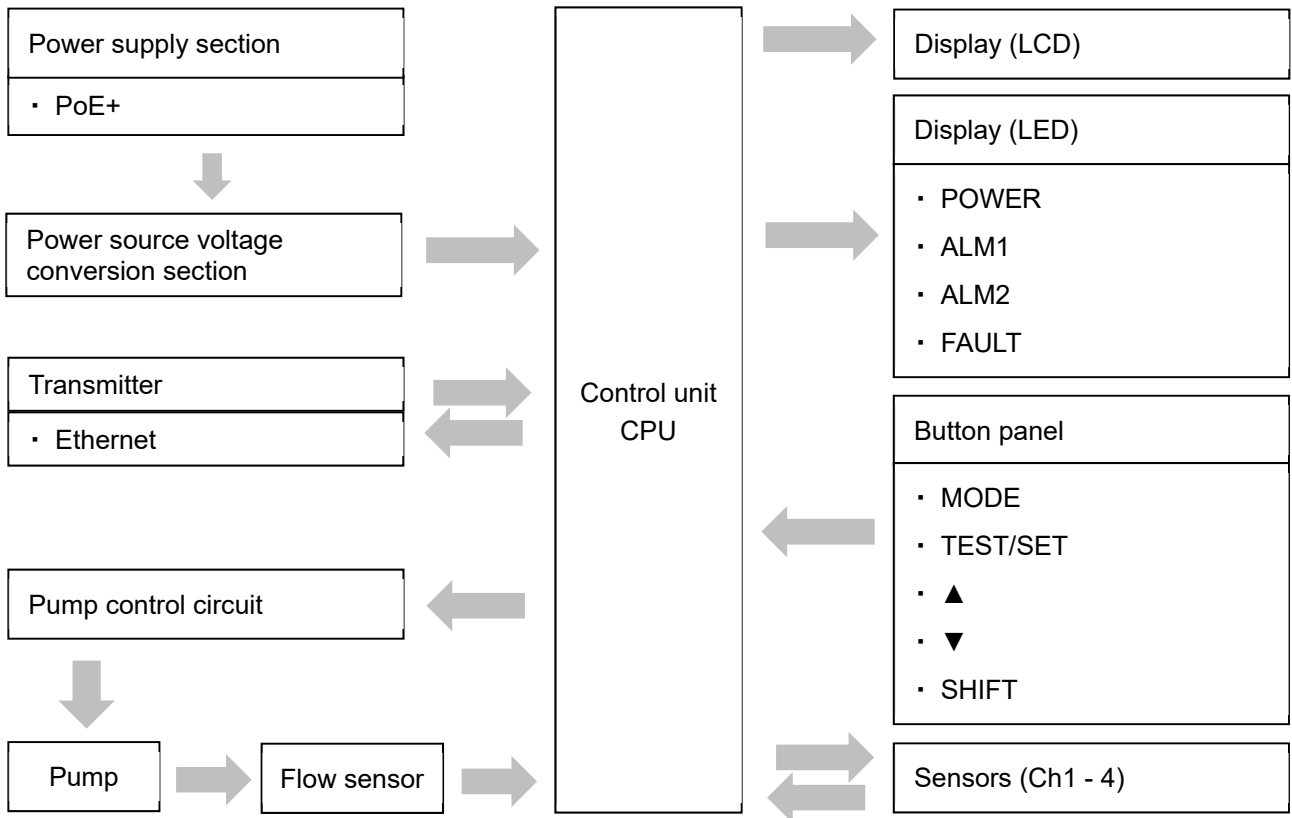 Power supply section
・ PoE+
Power source voltage
conversion section
Transmitter
・ Ethernet
Pump control circuit
Pump
Flow sensor
Control unit
CPU
Display (LCD)
Display (LED)
・ POWER
・ ALM1
・ ALM2
・ FAULT
Button panel
・ MODE
・ TEST/SET
・ ▲
・ ▼
・ SHIFT
Sensors (Ch1 - 4)